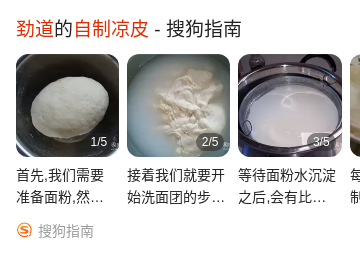 劲道的自制凉皮 - 搜狗指南
1/5
2/5
3/5
首先,我们需要
准备面粉,然…
接着我们就要开
始洗面团的步…
等待面粉水沉淀
之后,会有比…
每
制
搜狗指南